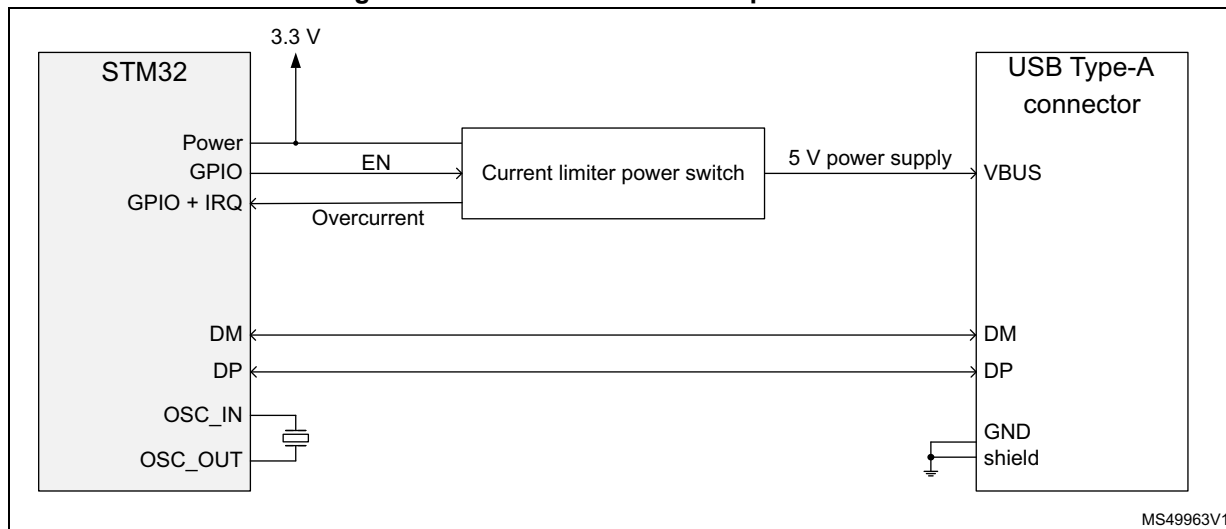 3.3 V
STM32
USB Type-A
connector
Power
GPIO
EN
Current limiter power switch
5 V power supply
VBUS
GPIO + IRQ
Overcurrent
DM
DM
DP
DP
OSC_IN
OSC_OUT
GND
shield
MS49963V1